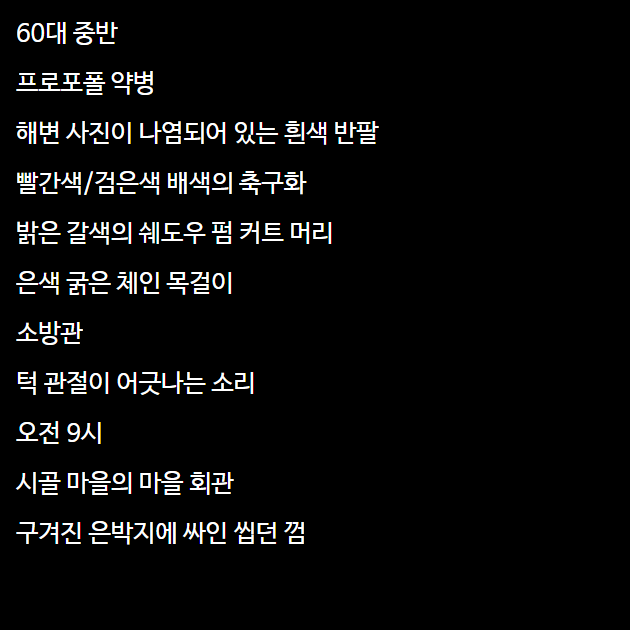 60대 중반
프로포폴 약병
해변 사진이 나염되어 있는 흰색 반팔
빨간색/검은색 배색의 축구화
밝은 갈색의 쉐도우 펌 커트 머리
은색 굵은 체인 목걸이
소방관
턱 관절이 어긋나는 소리
오전 9시
시골 마을의 마을 회관
구겨진 은박지에 싸인 씹던 껌